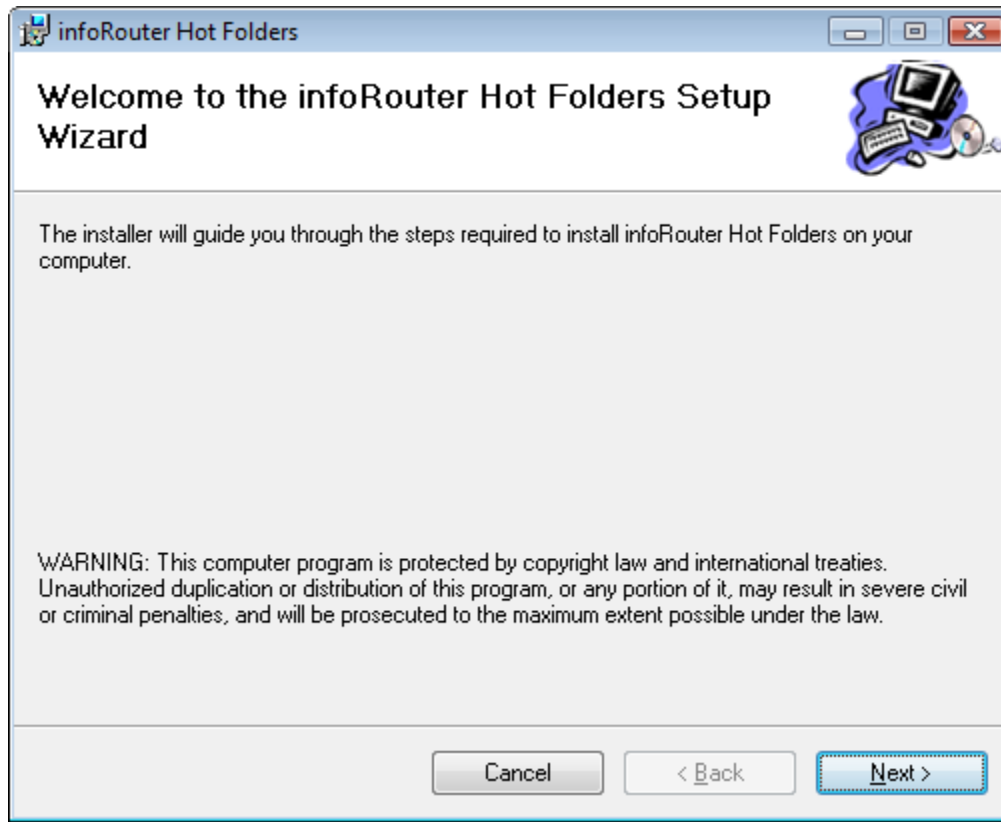 infoRouter Hot Folders
Welcome to the infoRouter Hot Folders Setup
Wizard
The installer will guide you through the steps required to install infoRouter Hot Folders on your
computer.
WARNING: This computer program is protected by copyright law and international treaties.
Unauthorized duplication or distribution of this program, or any portion of it, may result in severe civil
or criminal penalties, and will be prosecuted to the maximum extent possible under the law.
Cancel < Back Next >